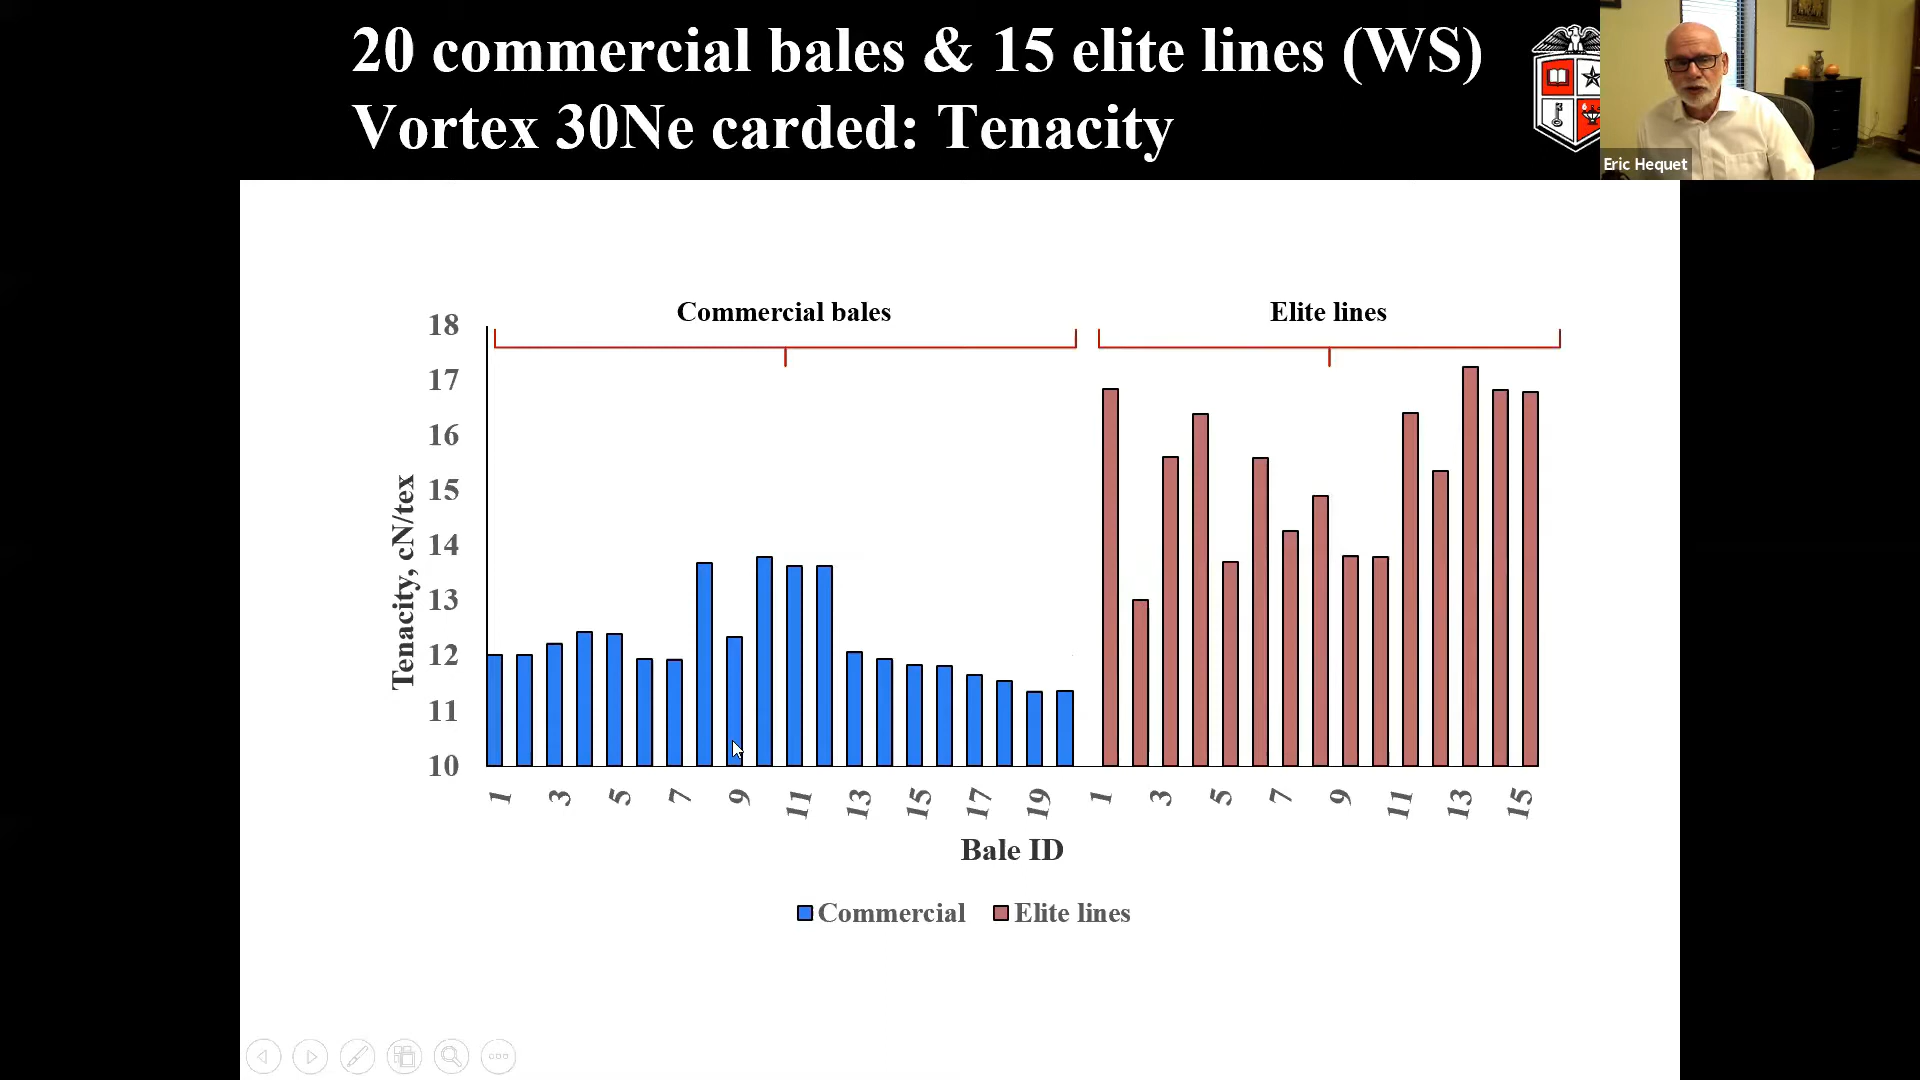 20 commercial bales & 15 elite lines (WS)
Vortex 30Ne carded: Tenacity
Eric Hequet
Commercial bales
Elite lines
18
17
16
15
14
13
12
11
10
Tenacity, cN/tex
1 3 5 7 9 11 13 15 17 19 1 3 5 7 9 11 13 15
Bale ID
Commercial Elite lines